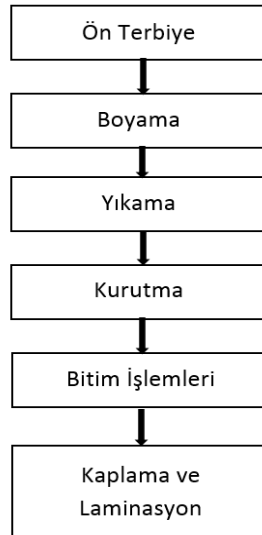 Ön Terbiye
Boyama
Yıkama
Kurutma
Bitim İşlemleri
Kaplama ve
Laminasyon